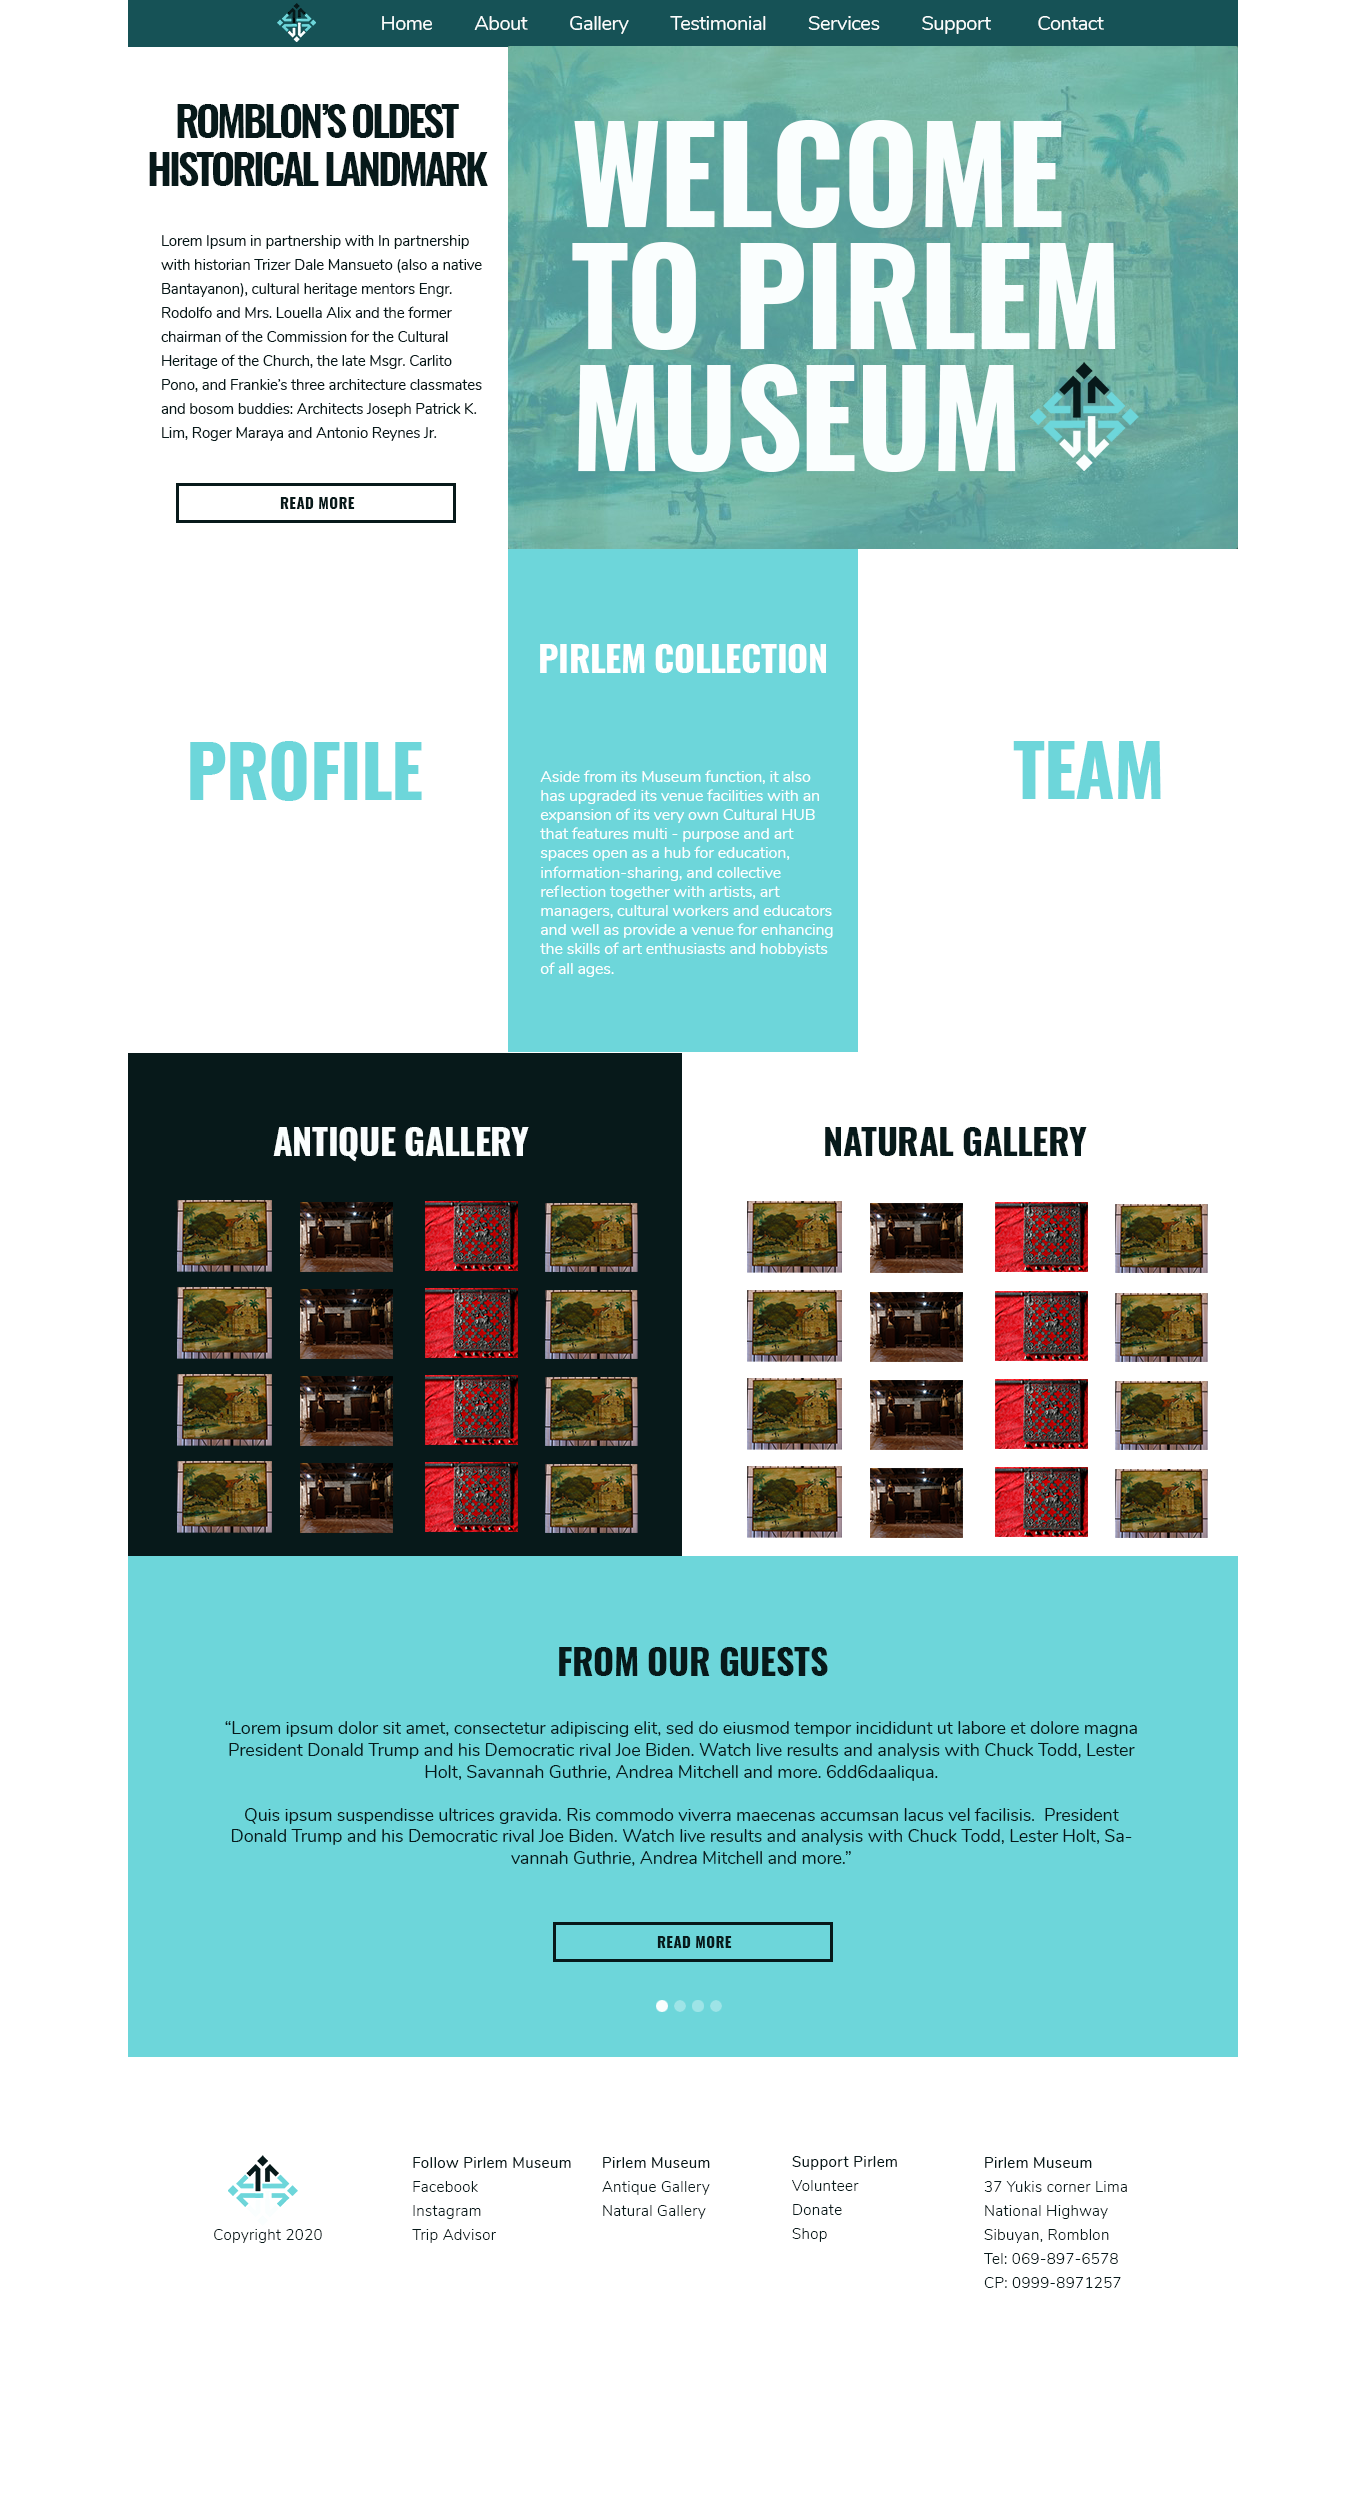 Home About Gallery Testimonial Services Support Contact
ROMBLON’S OLDEST
HISTORICAL LANDMARK
Lorem Ipsum in partnership with In partnership
with historian Trizer Dale Mansueto (also a native
Bantayanon), cultural heritage mentors Engr.
Rodolfo and Mrs. Louella Alix and the former
chairman of the Commission for the Cultural
Heritage of the Church, the late Msgr. Carlito
Pono, and Frankie’s three architecture classmates
and bosom buddies: Architects Joseph Patrick K.
Lim, Roger Maraya and Antonio Reynes Jr.
READ MORE
WELCOME
TO PIRLEM
MUSEUM
PROFILE
PIRLEM COLLECTION
Aside from its Museum function, it also
has upgraded its venue facilities with an
expansion of its very own Cultural HUB
that features multi - purpose and art
spaces open as a hub for education,
information-sharing, and collective
reflection together with artists, art
managers, cultural workers and educators
and well as provide a venue for enhancing
the skills of art enthusiasts and hobbyists
of all ages.
TEAM
ANTIQUE GALLERY
NATURAL GALLERY
FROM OUR GUESTS
“Lorem ipsum dolor sit amet, consectetur adipiscing elit, sed do eiusmod tempor incididunt ut labore et dolore magna
President Donald Trump and his Democratic rival Joe Biden. Watch live results and analysis with Chuck Todd, Lester
Holt, Savannah Guthrie, Andrea Mitchell and more. 6dd6daaliqua.
Quis ipsum suspendisse ultrices gravida. Ris commodo viverra maecenas accumsan lacus vel facilisis.  President
Donald Trump and his Democratic rival Joe Biden. Watch live results and analysis with Chuck Todd, Lester Holt, Sa-
vannah Guthrie, Andrea Mitchell and more.”
READ MORE
Copyright 2020
Follow Pirlem Museum
Facebook
Instagram
Trip Advisor
Pirlem Museum
Antique Gallery
Natural Gallery
Support Pirlem
Volunteer
Donate
Shop
Pirlem Museum
37 Yukis corner Lima
National Highway
Sibuyan, Romblon
Tel: 069-897-6578
CP: 0999-8971257